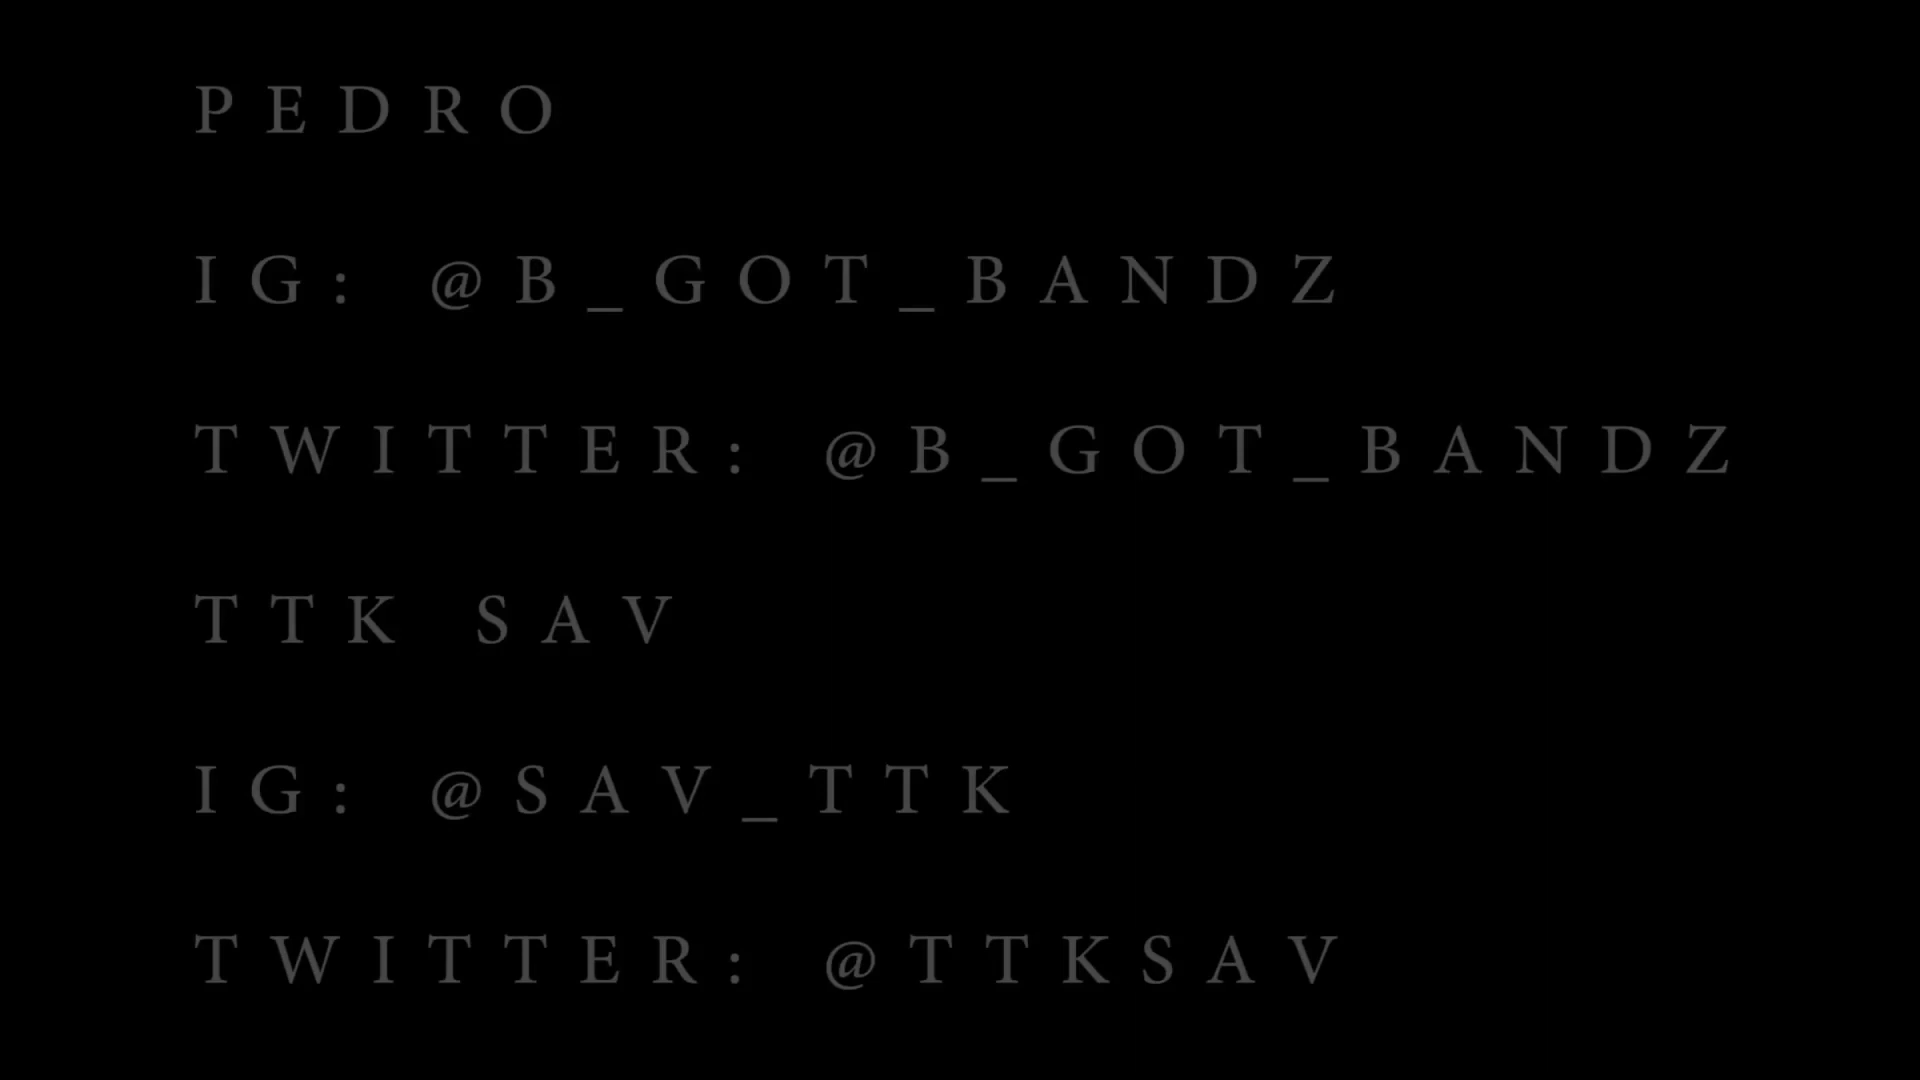 PEDRO
IG: @B_GOT_BANDZ
TWITTER: @B_GOT_BANDZ
TTK SAV
IG: @SAV_TTK
TWITTER: @TTKSAV